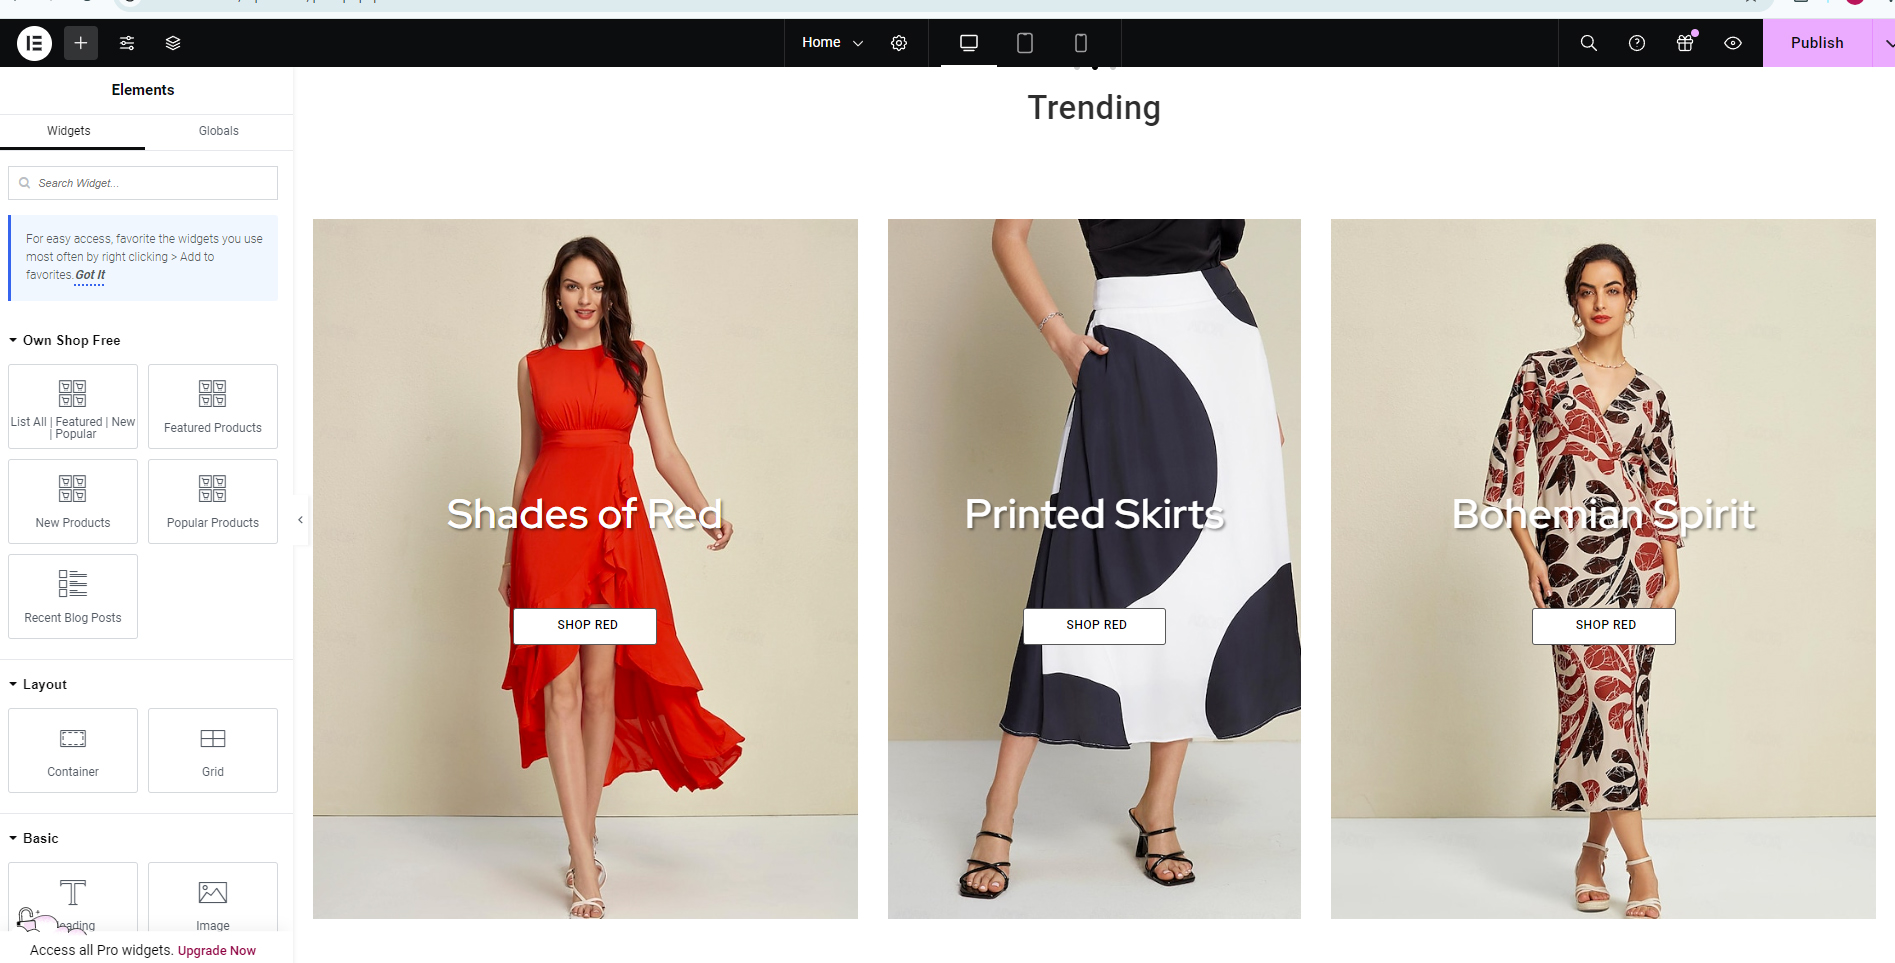 Home
Publish
Elements
Widgets
Globals
Search Widget...
For easy access, favorite the widgets you use
most often by right clicking > Add to
favorites. Got It
Own Shop Free
List All | Featured | New
| Popular
Featured Products
New Products
Popular Products
Recent Blog Posts
Layout
Container
Grid
Basic
Image
Access all Pro widgets. Upgrade Now
Trending
Shades of Red
SHOP RED
Printed Skirts
SHOP RED
Bohemian Spirit
SHOP RED